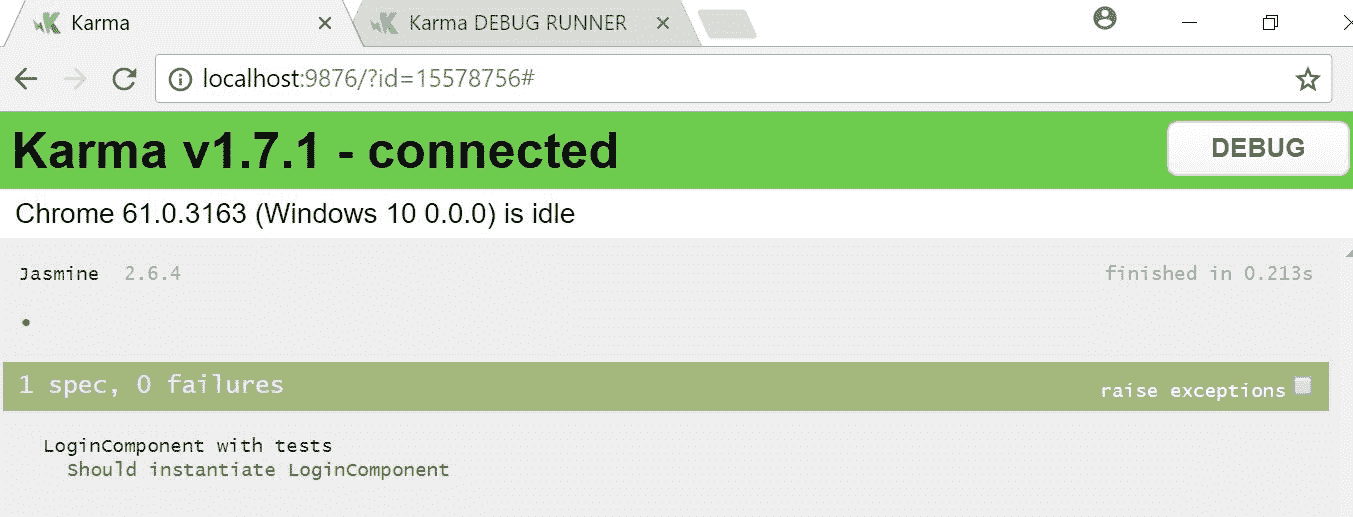 Karma
Karma DEBUG RUNNER
localhost:9876/?id=15578756#
Karma v1.7.1 - connected
DEBUG
Chrome 61.0.3163 (Windows 10 0.0.0) is idle
Jasmine 2.6.4
finished in 0.213s
1 spec, 0 failures
raise exceptions
LoginComponent with tests
Should instantiate LoginComponent